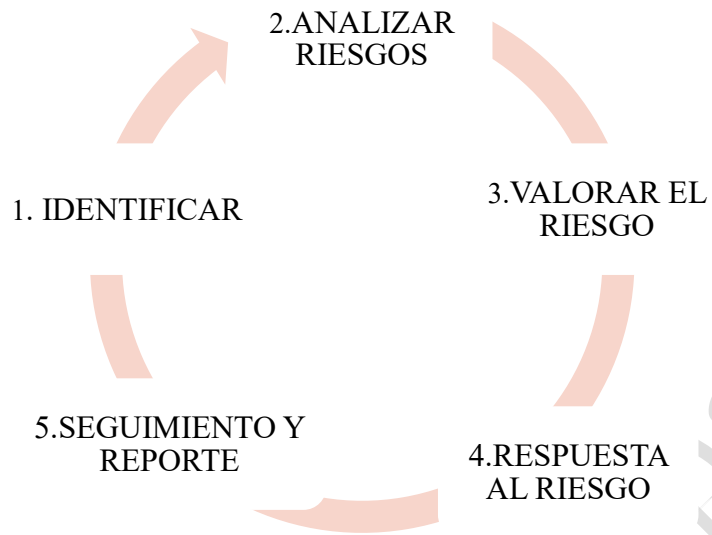 2.ANALIZAR
RIESGOS
1. IDENTIFICAR
3.VALORAR EL
RIESGO
5.SEGUIMIENTO Y
REPORTE
4.RESPUESTA
AL RIESGO